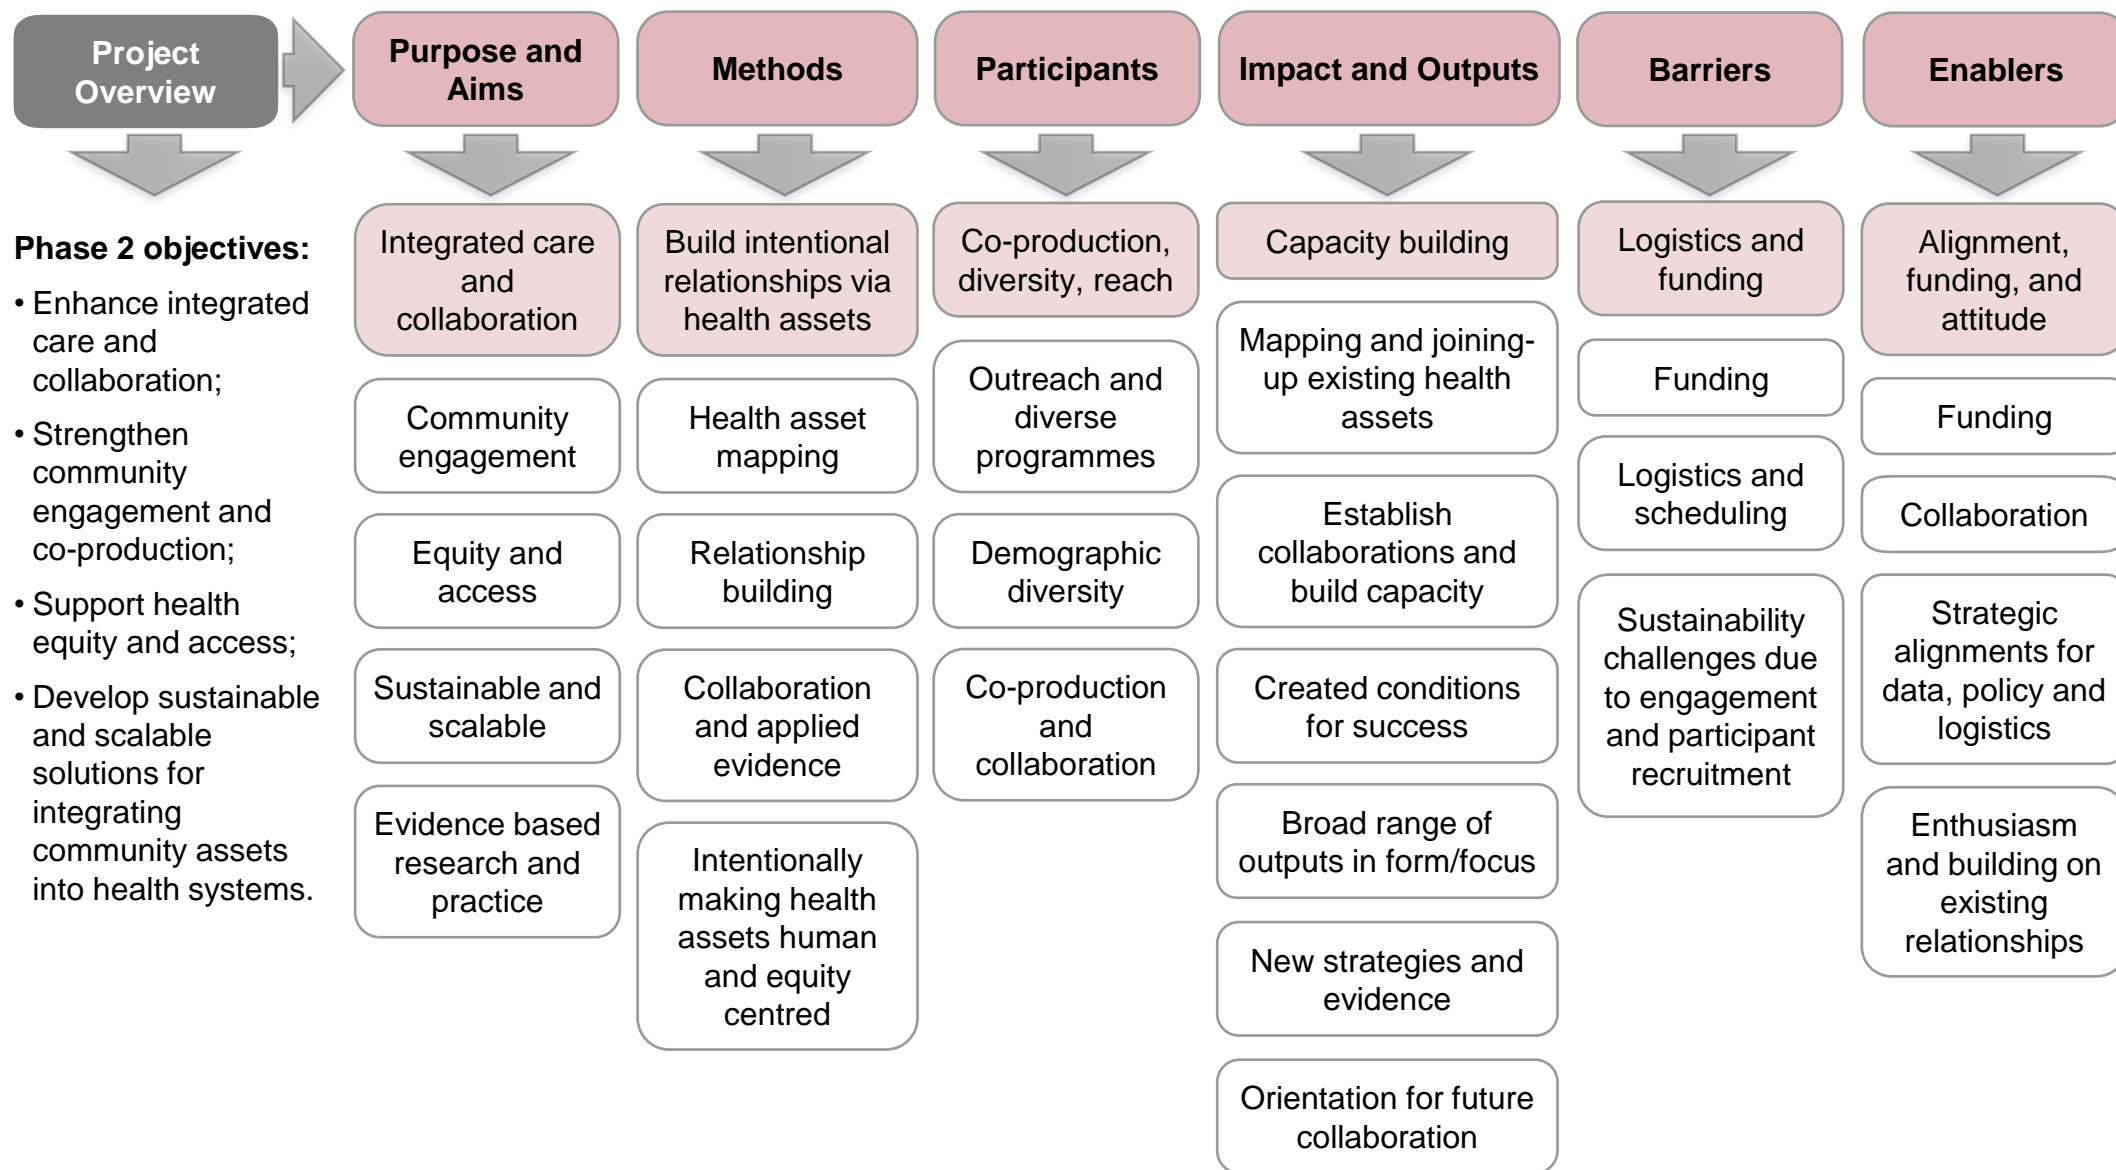 Project
Overview
Purpose and
Aims
Methods
Participants
Impact and Outputs
Barriers
Enablers
Phase 2 objectives:
• Enhance integrated
care and
collaboration;
• Strengthen
community
engagement and
co-production;
• Support health
equity and access;
• Develop sustainable
and scalable
solutions for
integrating
community assets
into health systems.
Integrated care
and
collaboration
Community
engagement
Equity and
access
Sustainable and
scalable
Evidence based
research and
practice
Build intentional
relationships via
health assets
Health asset
mapping
Relationship
building
Collaboration
and applied
evidence
Intentionally
making health
assets human
and equity
centred
Co-production,
diversity, reach
Outreach and
diverse
programmes
Demographic
diversity
Co-production
and
collaboration
Capacity building
Mapping and joining-
up existing health
assets
Establish
collaborations and
build capacity
Created conditions
for success
Broad range of
outputs in form/focus
New strategies and
evidence
Orientation for future
collaboration
Logistics and
funding
Funding
Logistics and
scheduling
Sustainability
challenges due
to engagement
and participant
recruitment
Alignment,
funding, and
attitude
Funding
Collaboration
Strategic
alignments for
data, policy and
logistics
Enthusiasm
and building on
existing
relationships